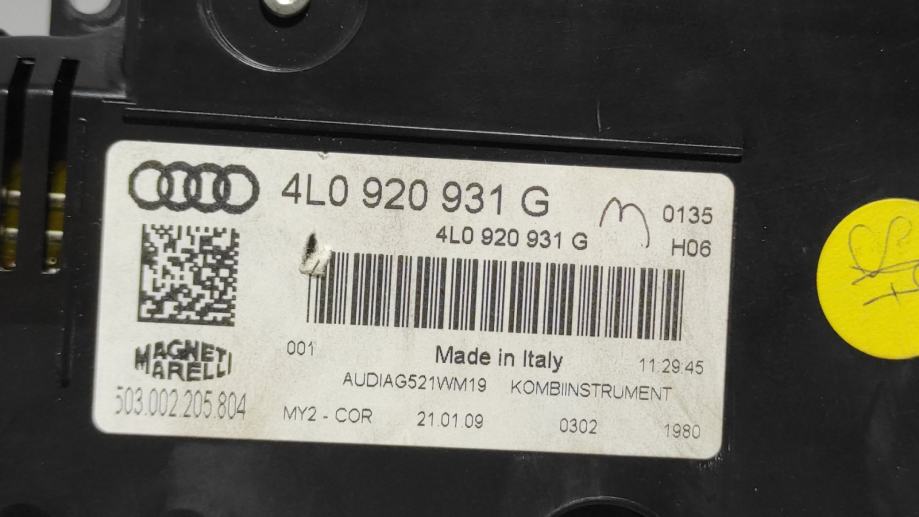 4L0 920 931 G
0135
4L0 920 931 G
H06
001
Made in Italy
11:29:45
MAGNETI MARELLI
AUDIAG521WM19 KOMBIINSTRUMENT
503.002.205.804
MY2 - COR 21.01.09 0302 1980